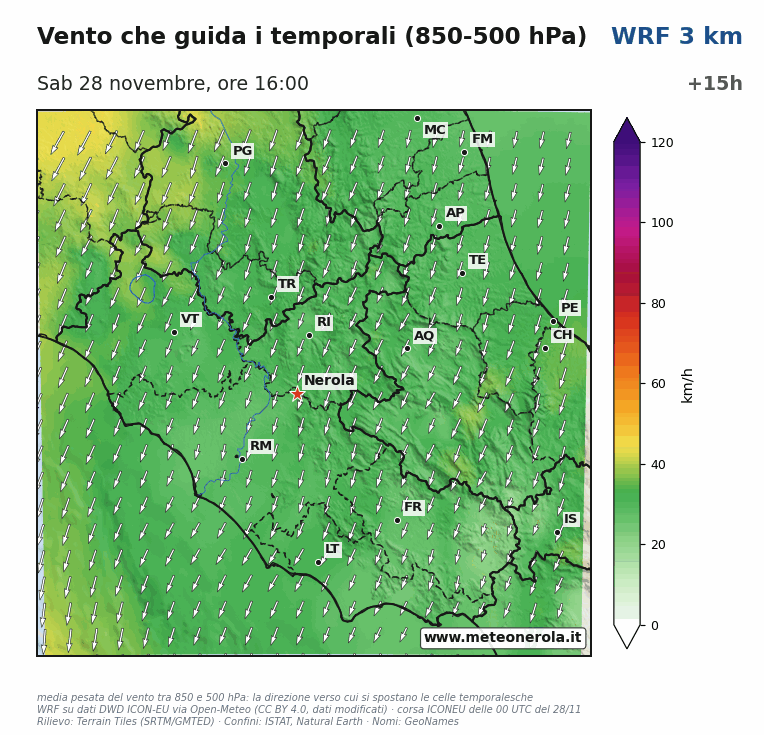 Vento che guida i temporali (850-500 hPa) WRF 3 km
Sab 28 novembre, ore 16:00 +15h
MC
FM
PG
AP
TE
TR
PE
VT
RI
AQ
CH
Nerola
RM
FR
IS
LT
www.meteonerola.it
120
100
80
60
40
20
0
km/h
media pesata del vento tra 850 e 500 hPa: la direzione verso cui si spostano le celle temporalesche
WRF su dati DWD ICON-EU via Open-Meteo (CC BY 4.0, dati modificati) · corsa ICONEU delle 00 UTC del 28/11
Rilievo: Terrain Tiles (SRTM/GMTED) · Confini: ISTAT, Natural Earth · Nomi: GeoNames